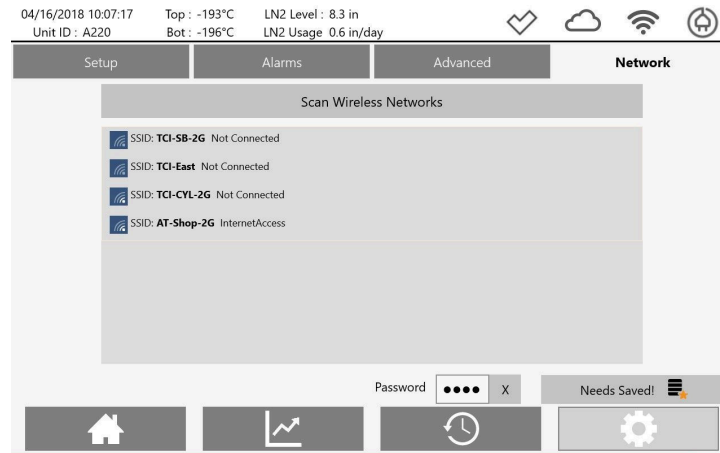 04/16/2018 10:07:17 Top : -193°C LN2 Level : 8.3 in
Unit ID : A220 Bot : -196°C LN2 Usage 0.6 in/day
Setup Alarms Advanced Network
Scan Wireless Networks
SSID: TCI-SB-2G Not Connected
SSID: TCI-East Not Connected
SSID: TCI-CYL-2G Not Connected
SSID: AT-Shop-2G InternetAccess
Password ●●●● X Needs Saved!